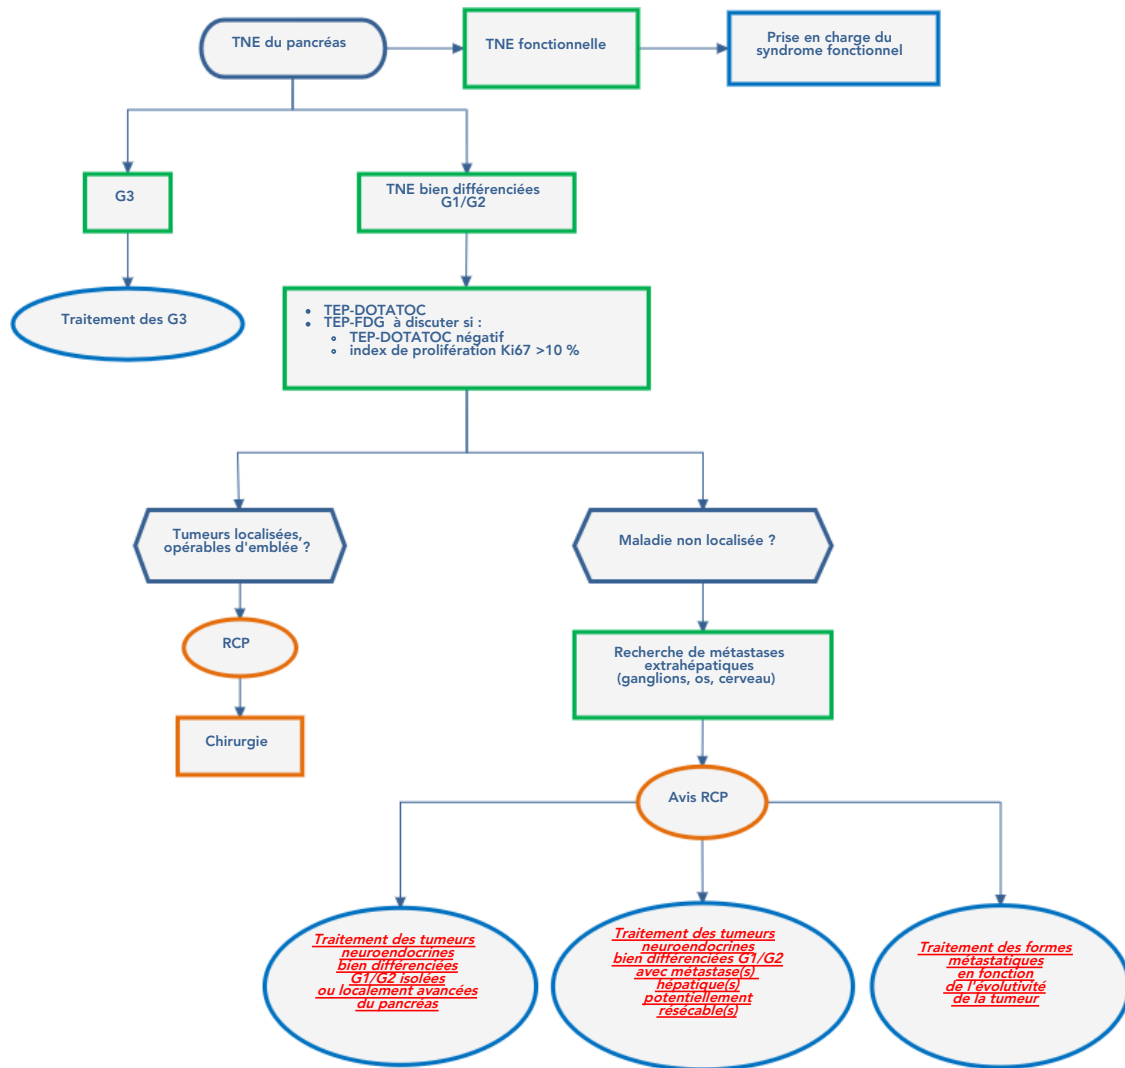 TNE du pancréas
TNE fonctionnelle
Prise en charge du
syndrome fonctionnel
G3
TNE bien différenciées
G1/G2
Traitement des G3
• TEP-DOTATOC
• TEP-FDG à discuter si :
◦ TEP-DOTATOC négatif
◦ index de prolifération Ki67 >10 %
Tumeurs localisées,
opérables d'emblée ?
Maladie non localisée ?
RCP
Recherche de métastases
extrahépatiques
(ganglions, os, cerveau)
Chirurgie
Avis RCP
Traitement des tumeurs
neuroendocrines
bien différenciées
G1/G2 isolées
ou localement avancées
du pancréas
Traitement des tumeurs
neuroendocrines
bien différenciées G1/G2
avec métastase(s)
hépatique(s)
potentiellement
résécable(s)
Traitement des formes
métastatiques
en fonction
de l'évolutivité
de la tumeur